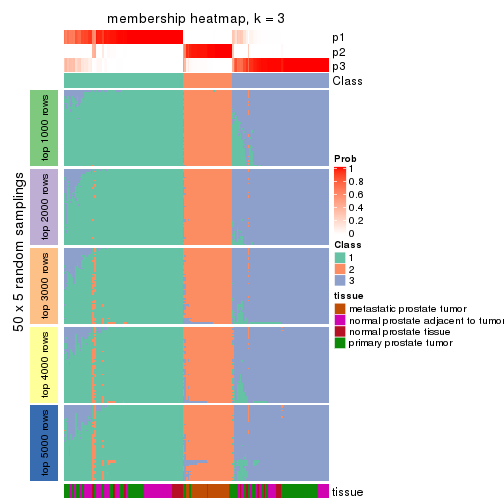 membership heatmap, k = 3
p1
p2
p3
Class
50 x 5 random samplings
top 1000 rows
top 2000 rows
top 3000 rows
top 4000 rows
top 5000 rows
Prob
1
0.8
0.6
0.4
0.2
0
Class
1
2
3
tissue
metastatic prostate tumor
normal prostate adjacent to tumor
normal prostate tissue
primary prostate tumor
tissue